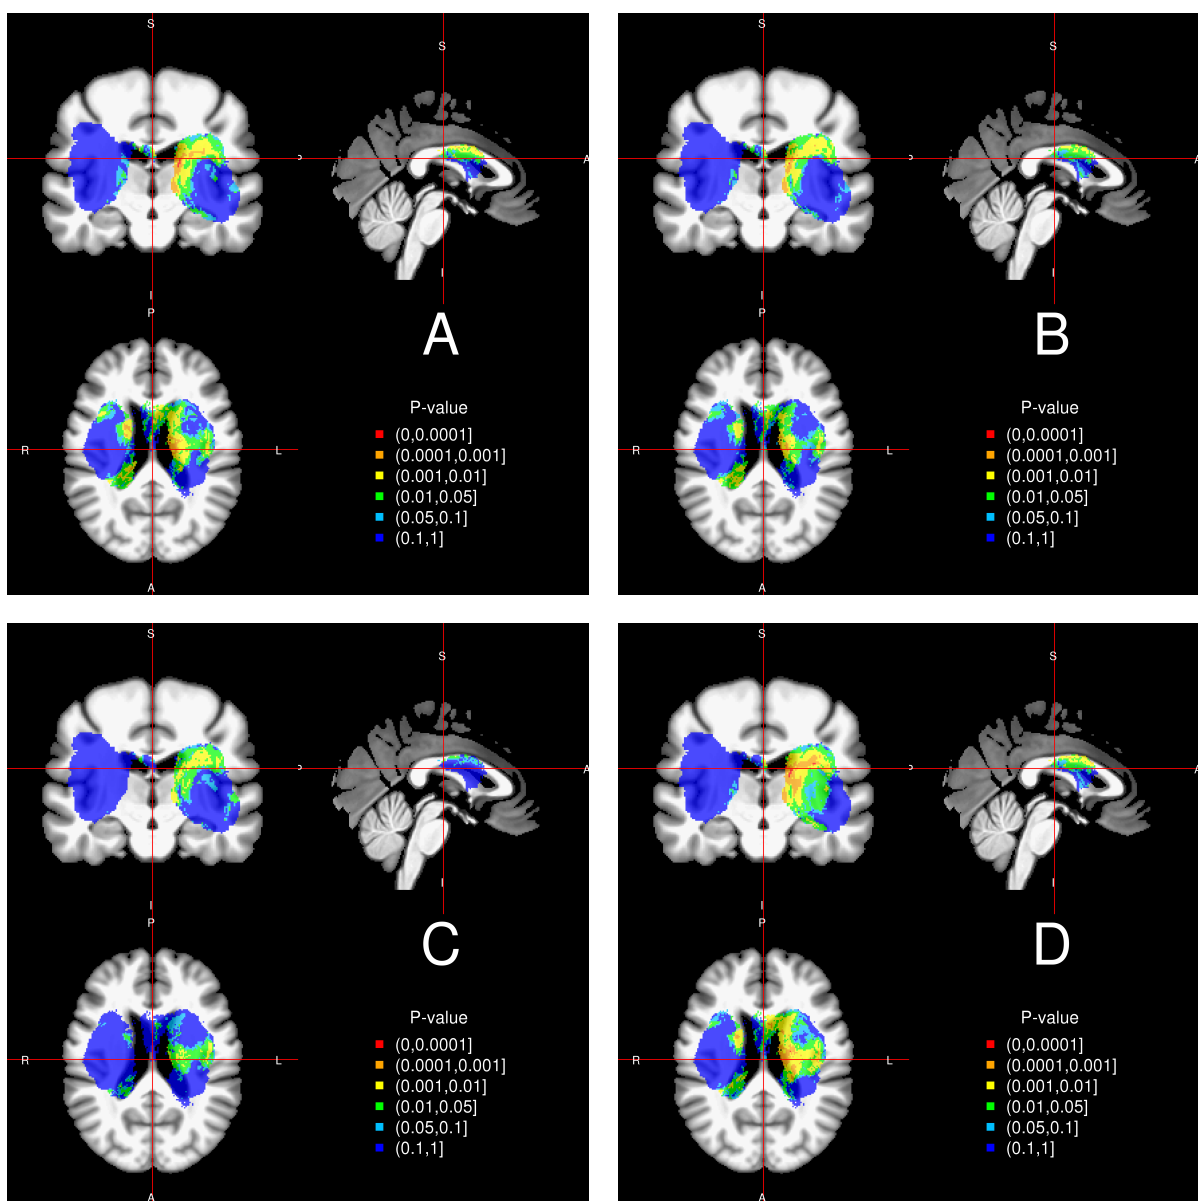 S
S
P
A
I
I
P
A
R
L
P-value
(0,0.0001]
(0.0001,0.001]
(0.001,0.01]
(0.01,0.05]
(0.05,0.1]
(0.1,1]
A
S
S
P
A
I
I
P
B
R
L
P-value
(0,0.0001]
(0.0001,0.001]
(0.001,0.01]
(0.01,0.05]
(0.05,0.1]
(0.1,1]
A
S
S
P
A
I
I
P
C
R
L
P-value
(0,0.0001]
(0.0001,0.001]
(0.001,0.01]
(0.01,0.05]
(0.05,0.1]
(0.1,1]
A
S
S
P
A
I
I
P
D
R
L
P-value
(0,0.0001]
(0.0001,0.001]
(0.001,0.01]
(0.01,0.05]
(0.05,0.1]
(0.1,1]
A